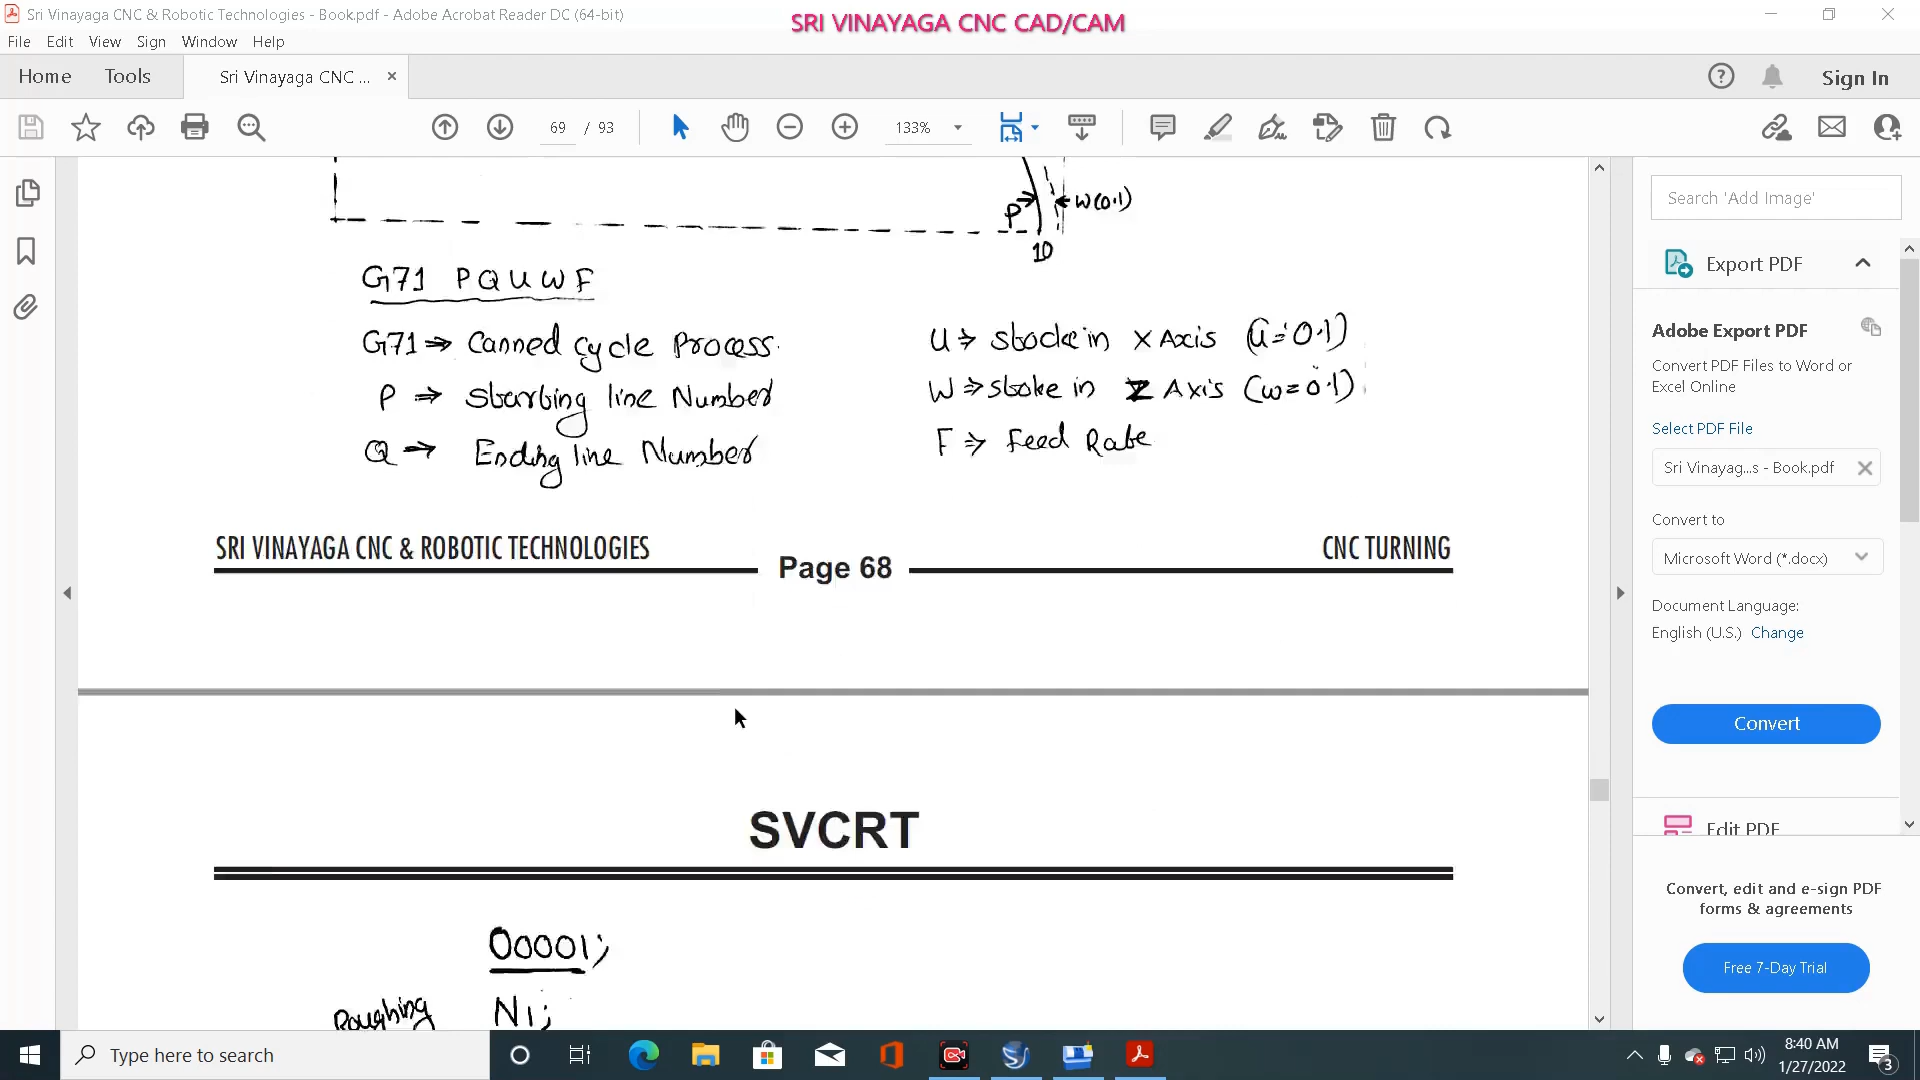 Sri Vinayaga CNC & Robotic Technologies - Book.pdf - Adobe Acrobat Reader DC (64-bit)
SRI VINAYAGA CNC CAD/CAM
File Edit View Sign Window Help
Home Tools Sri Vinayaga CNC ... ×
Sign In
69 / 93
133%
P
W(0.1)
10
G71 P Q U W F
G71 ⇒ Canned cycle Process.
P ⇒ Starting line Number
Q → Ending line Number
U ⇒ stocke in X Axis (U=0.1)
W ⇒ stoke in Z Axis (w=0.1)
F ⇒ Feed Rate
SRI VINAYAGA CNC & ROBOTIC TECHNOLOGIES
Page 68
CNC TURNING
SVCRT
O0001;
Roughing N1;
Search 'Add Image'
Export PDF
Adobe Export PDF
Convert PDF Files to Word or
Excel Online
Select PDF File
Sri Vinayag...s - Book.pdf
Convert to
Microsoft Word (*.docx)
Document Language:
English (U.S.) Change
Convert
Edit PDF
Convert, edit and e-sign PDF
forms & agreements
Free 7-Day Trial
Type here to search
8:40 AM
1/27/2022
3